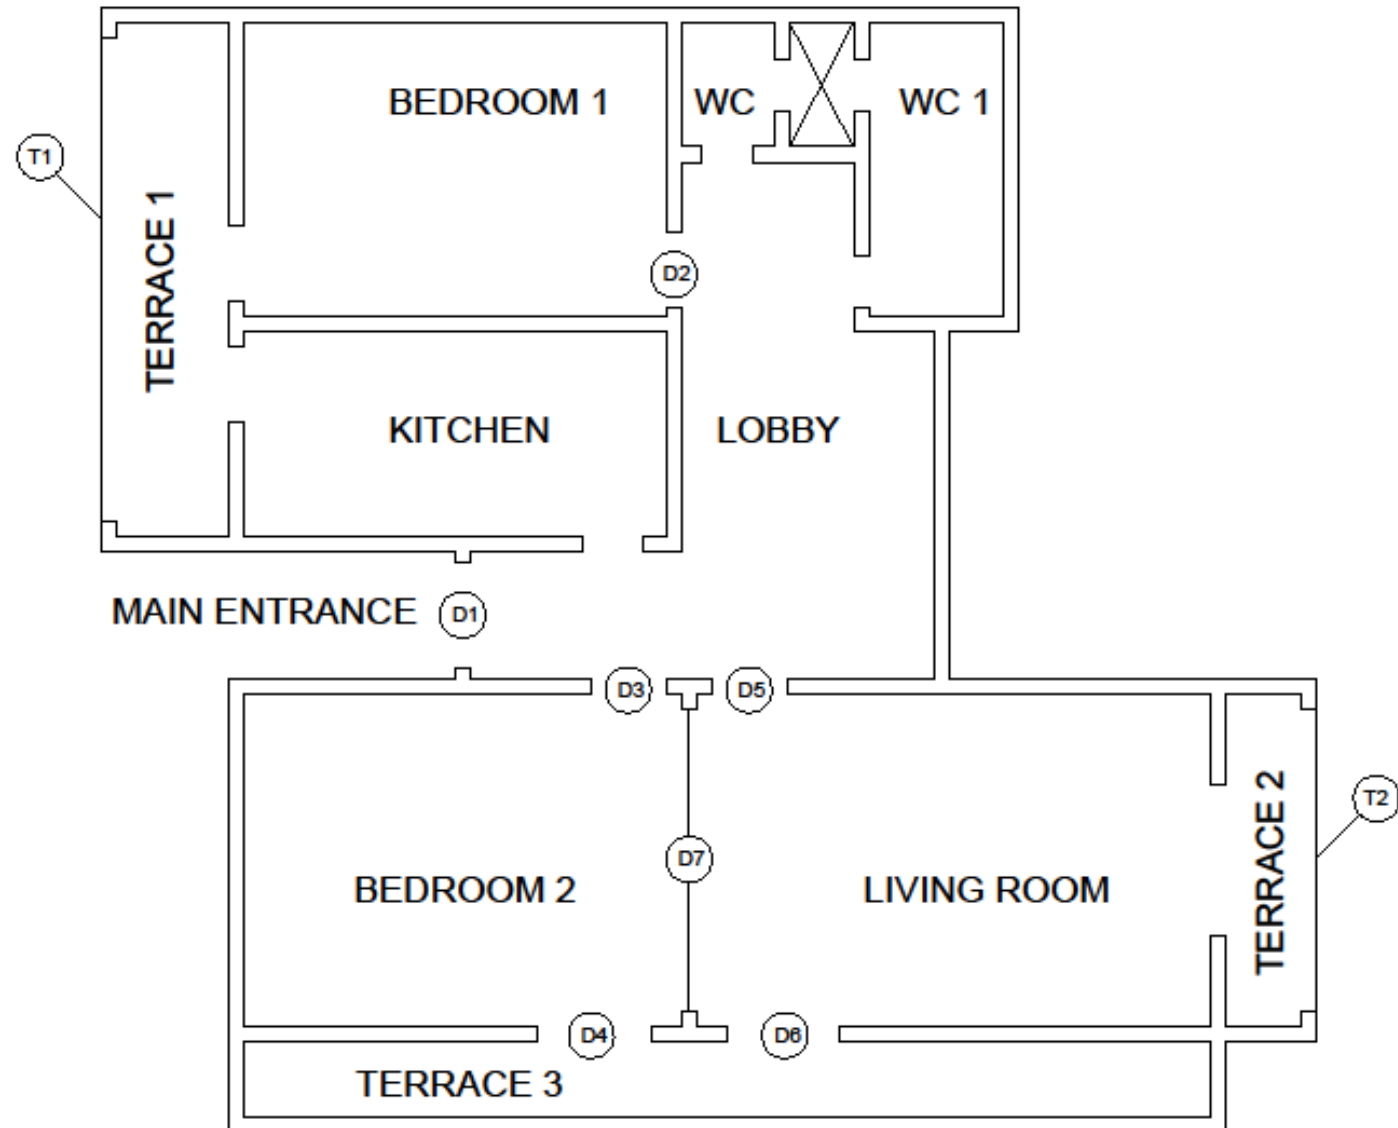 BEDROOM 1
WC
WC 1
T1
TERRACE 1
D2
KITCHEN
LOBBY
MAIN ENTRANCE
D1
D3
D5
T2
TERRACE 2
D7
BEDROOM 2
LIVING ROOM
D4
D6
TERRACE 3